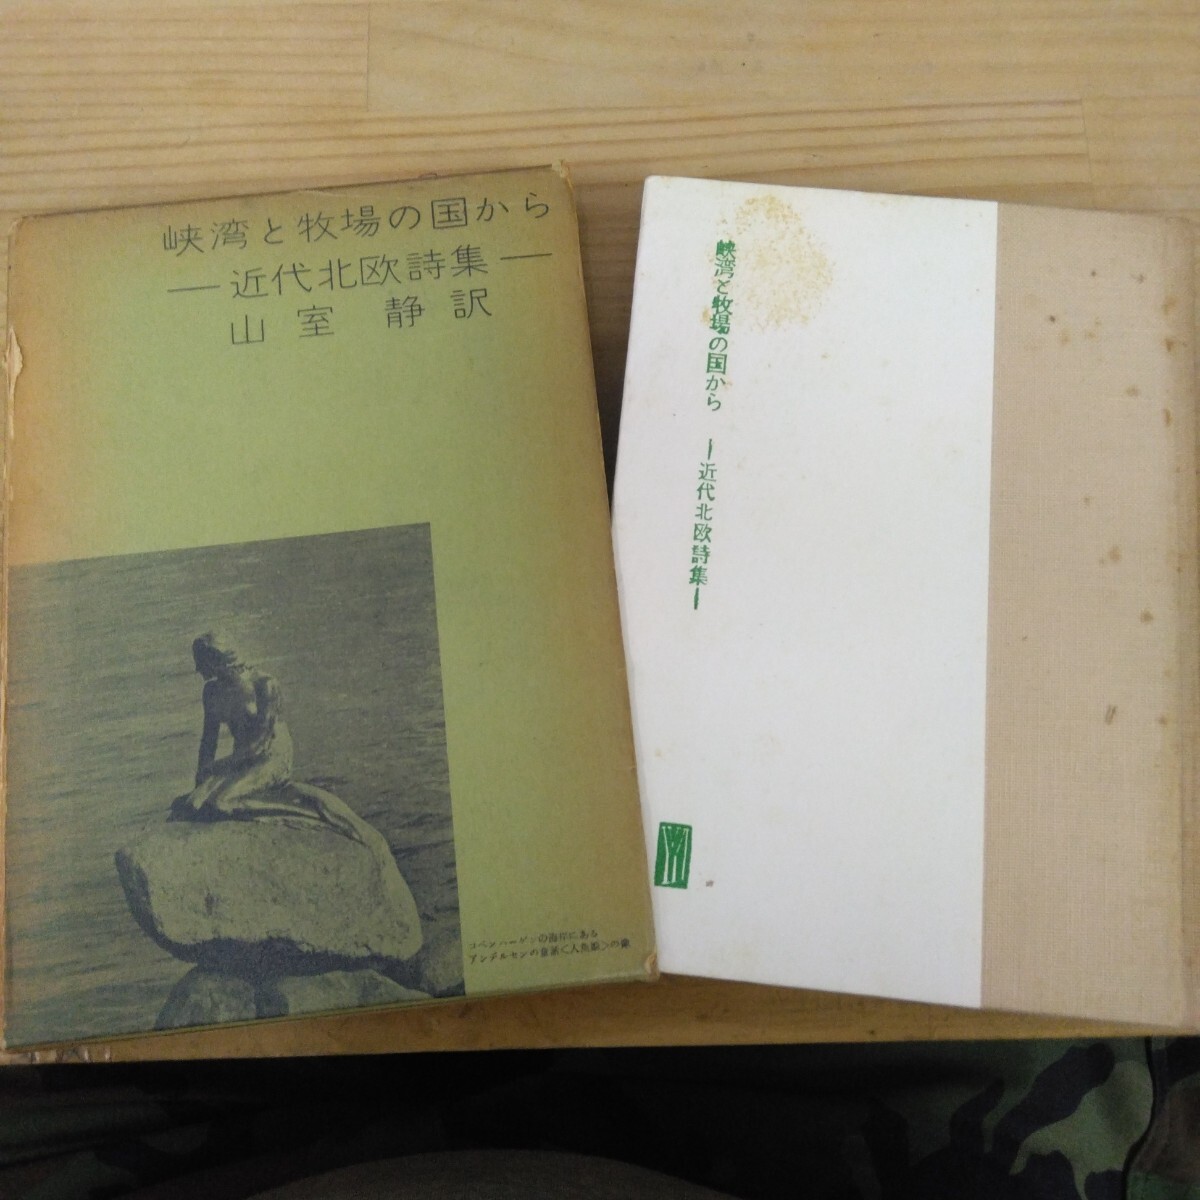 峡湾と牧場の国から
―近代北欧詩集―
山室 静訳
コペンハーゲンの海岸にある
アンデルセンの童話<人魚姫>の像
峡湾と牧場の国から ―近代北欧詩集―